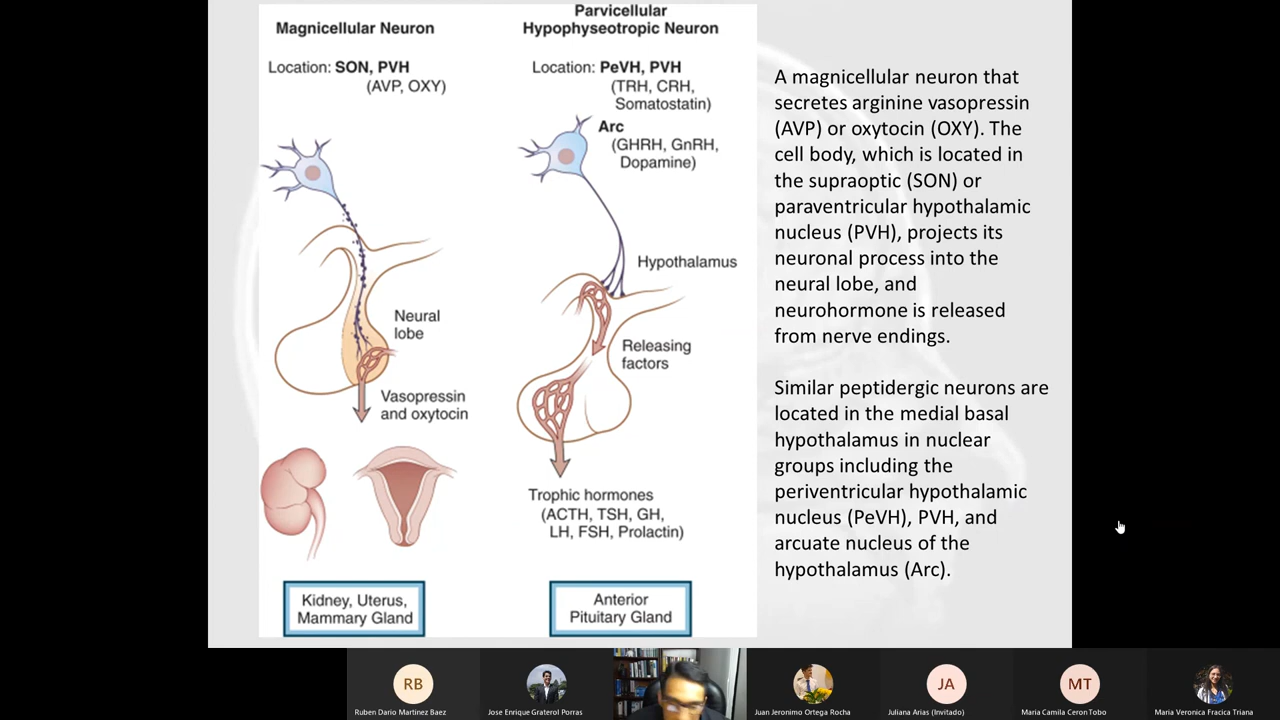 Magnicellular Neuron
Location: SON, PVH
(AVP, OXY)
Neural
lobe
Vasopressin
and oxytocin
Kidney, Uterus,
Mammary Gland
Parvicellular
Hypophyseotropic Neuron
Location: PeVH, PVH
(TRH, CRH,
Somatostatin)
Arc
(GHRH, GnRH,
Dopamine)
Hypothalamus
Releasing
factors
Trophic hormones
(ACTH, TSH, GH,
LH, FSH, Prolactin)
Anterior
Pituitary Gland
A magnicellular neuron that
secretes arginine vasopressin
(AVP) or oxytocin (OXY). The
cell body, which is located in
the supraoptic (SON) or
paraventricular hypothalamic
nucleus (PVH), projects its
neuronal process into the
neural lobe, and
neurohormone is released
from nerve endings.
Similar peptidergic neurons are
located in the medial basal
hypothalamus in nuclear
groups including the
periventricular hypothalamic
nucleus (PeVH), PVH, and
arcuate nucleus of the
hypothalamus (Arc).
RB
Ruben Dario Martinez Baez
Jose Enrique Graterol Porras
Juan Jeronimo Ortega Rocha
JA
Juliana Arias (Invitado)
MT
Maria Camila Ceron Tobo
Maria Veronica Fracica Triana